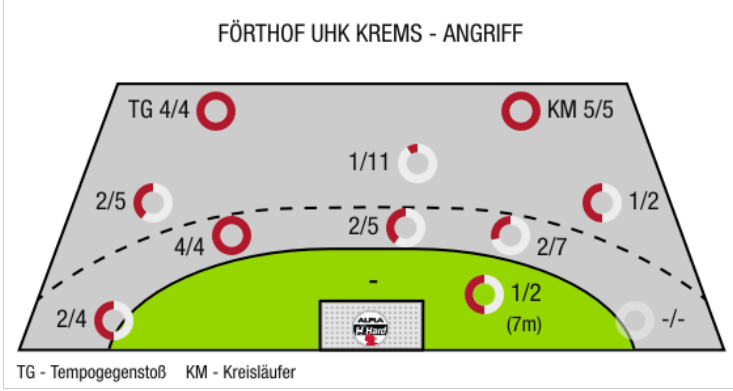 FÖRTHOF UHK KREMS - ANGRIFF
TG 4/4
KM 5/5
1/11
2/5
1/2
2/5
4/4
2/7
-
1/2
(7m)
2/4
-/-
ALPLA
Hard
TG - Tempogegenstoß KM - Kreisläufer